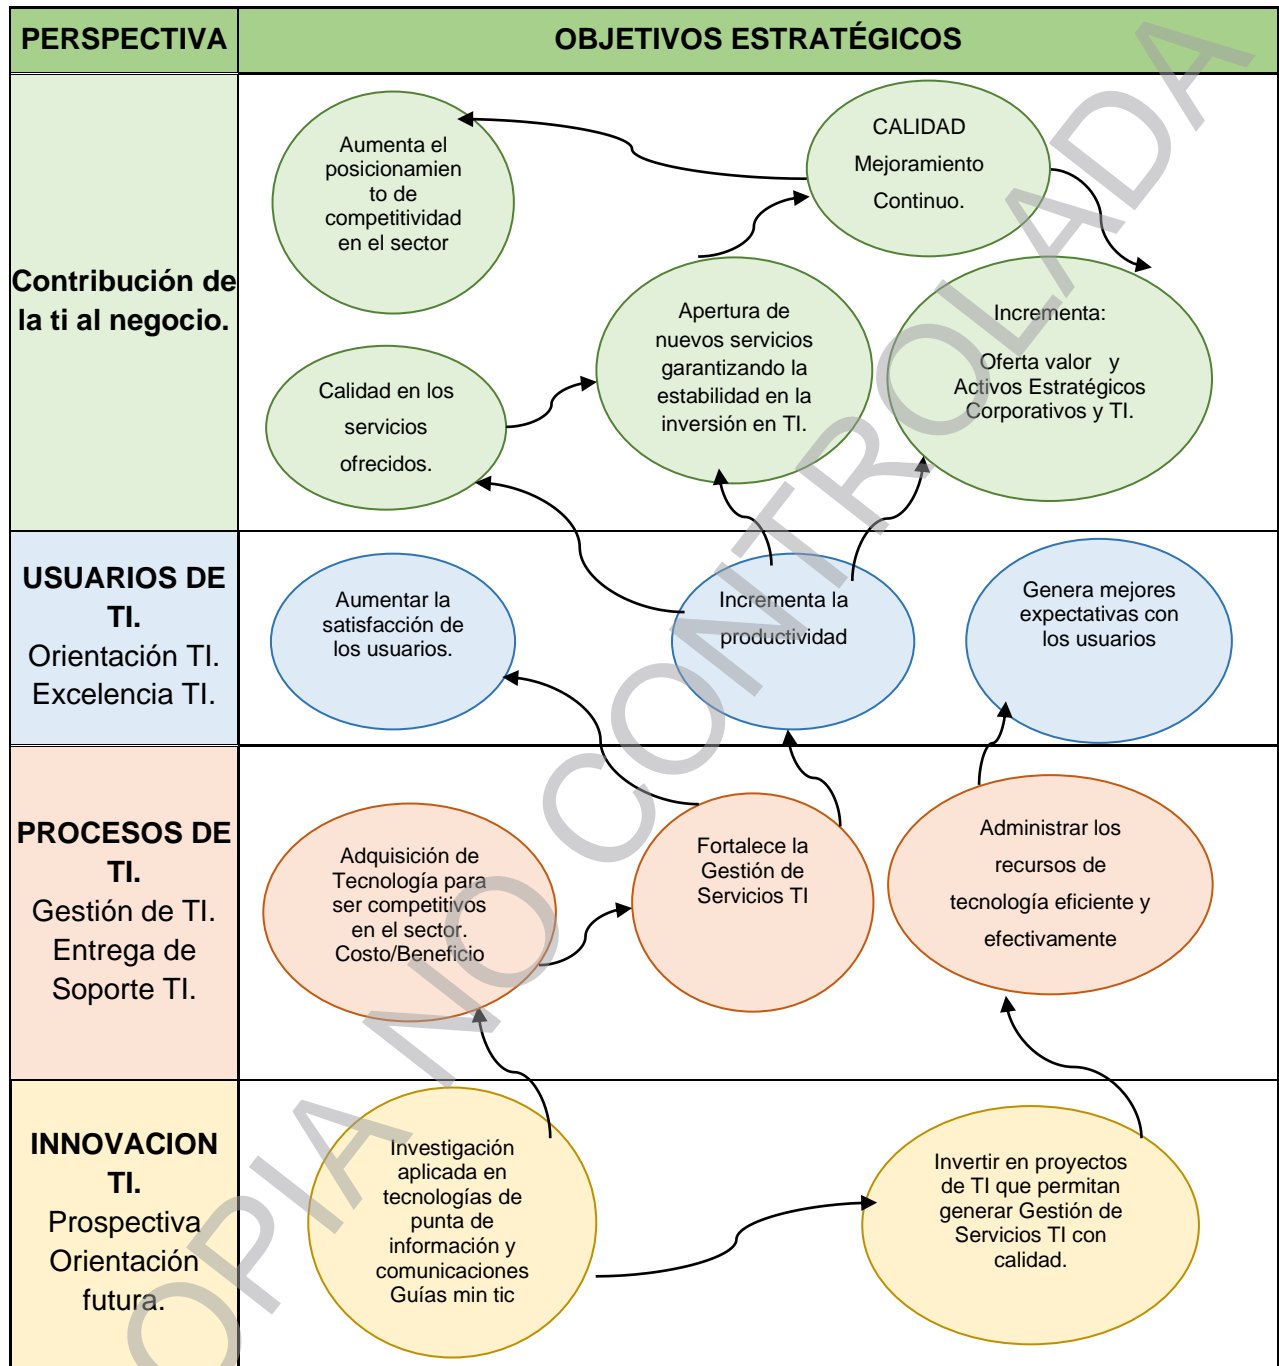 PERSPECTIVA
OBJETIVOS ESTRATÉGICOS
Contribución de
la ti al negocio.
Aumenta el
posicionamien
to de
competitividad
en el sector
CALIDAD
Mejoramiento
Continuo.
Calidad en los
servicios
ofrecidos.
Apertura de
nuevos servicios
garantizando la
estabilidad en la
inversión en TI.
Incrementa:
Oferta valor y
Activos Estratégicos
Corporativos y TI.
USUARIOS DE
TI.
Orientación TI.
Excelencia TI.
Aumentar la
satisfacción de
los usuarios.
Incrementa la
productividad
Genera mejores
expectativas con
los usuarios
PROCESOS DE
TI.
Gestión de TI.
Entrega de
Soporte TI.
Adquisición de
Tecnología para
ser competitivos
en el sector.
Costo/Beneficio
Fortalece la
Gestión de
Servicios TI
Administrar los
recursos de
tecnología eficiente y
efectivamente
INNOVACION
TI.
Prospectiva
Orientación
futura.
Investigación
aplicada en
tecnologías de
punta de
información y
comunicaciones
Guías min tic
Invertir en proyectos
de TI que permitan
generar Gestión de
Servicios TI con
calidad.
OPIA NO CONTROLADA